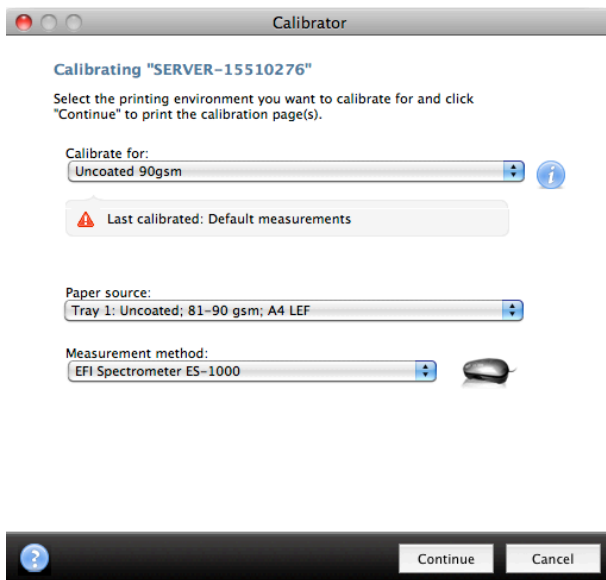 Calibrator
Calibrating "SERVER-15510276"
Select the printing environment you want to calibrate for and click
"Continue" to print the calibration page(s).
Calibrate for:
Uncoated 90gsm
i
Last calibrated: Default measurements
Paper source:
Tray 1: Uncoated; 81-90 gsm; A4 LEF
Measurement method:
EFI Spectrometer ES-1000
? Continue Cancel